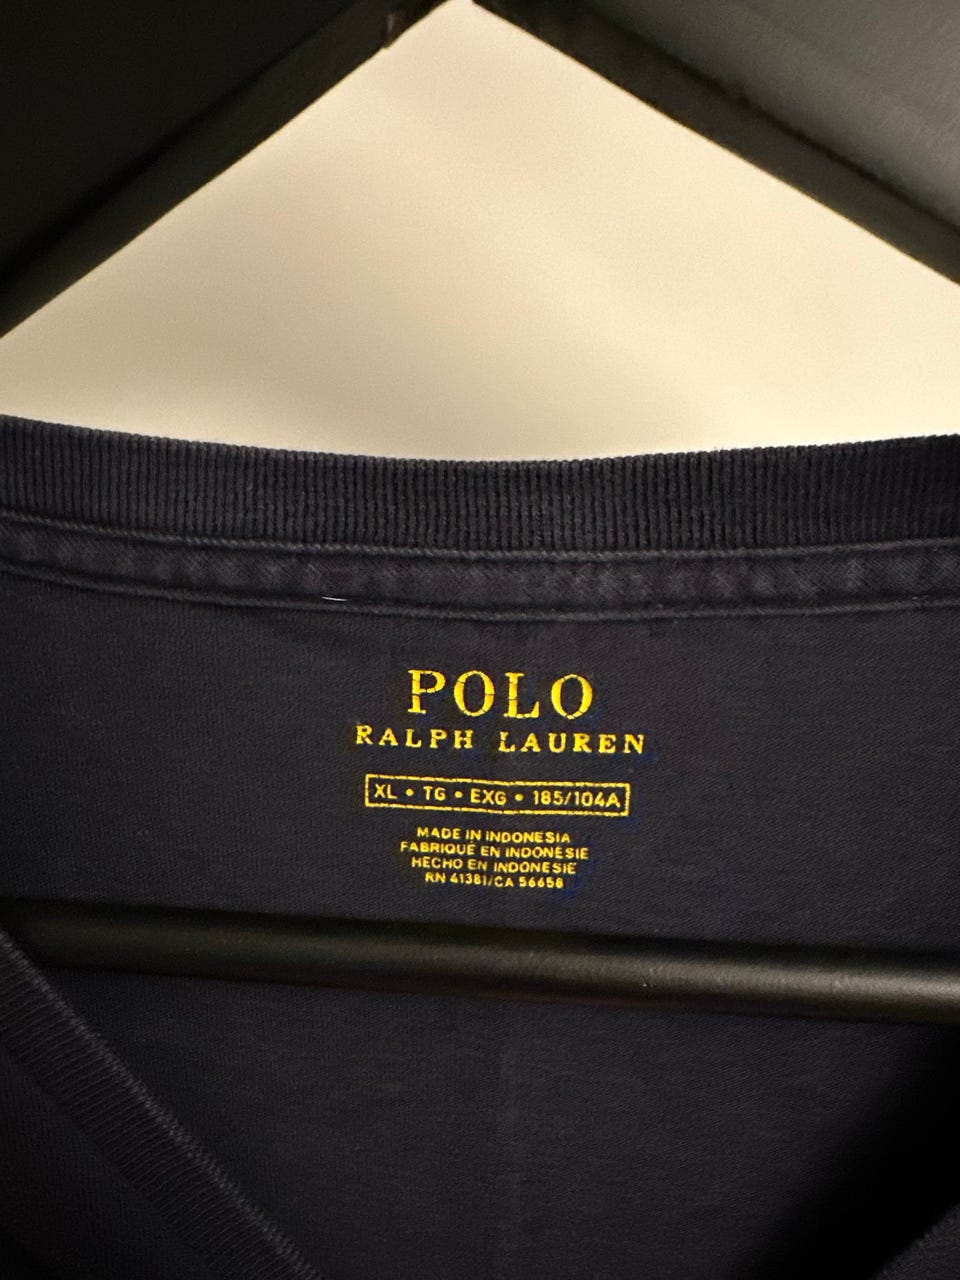 POLO
RALPH LAUREN
XL • TG • EXG • 185/104A
MADE IN INDONESIA
FABRIQUÉ EN INDONÉSIE
HECHO EN INDONESIE
RN 41381/CA 56658